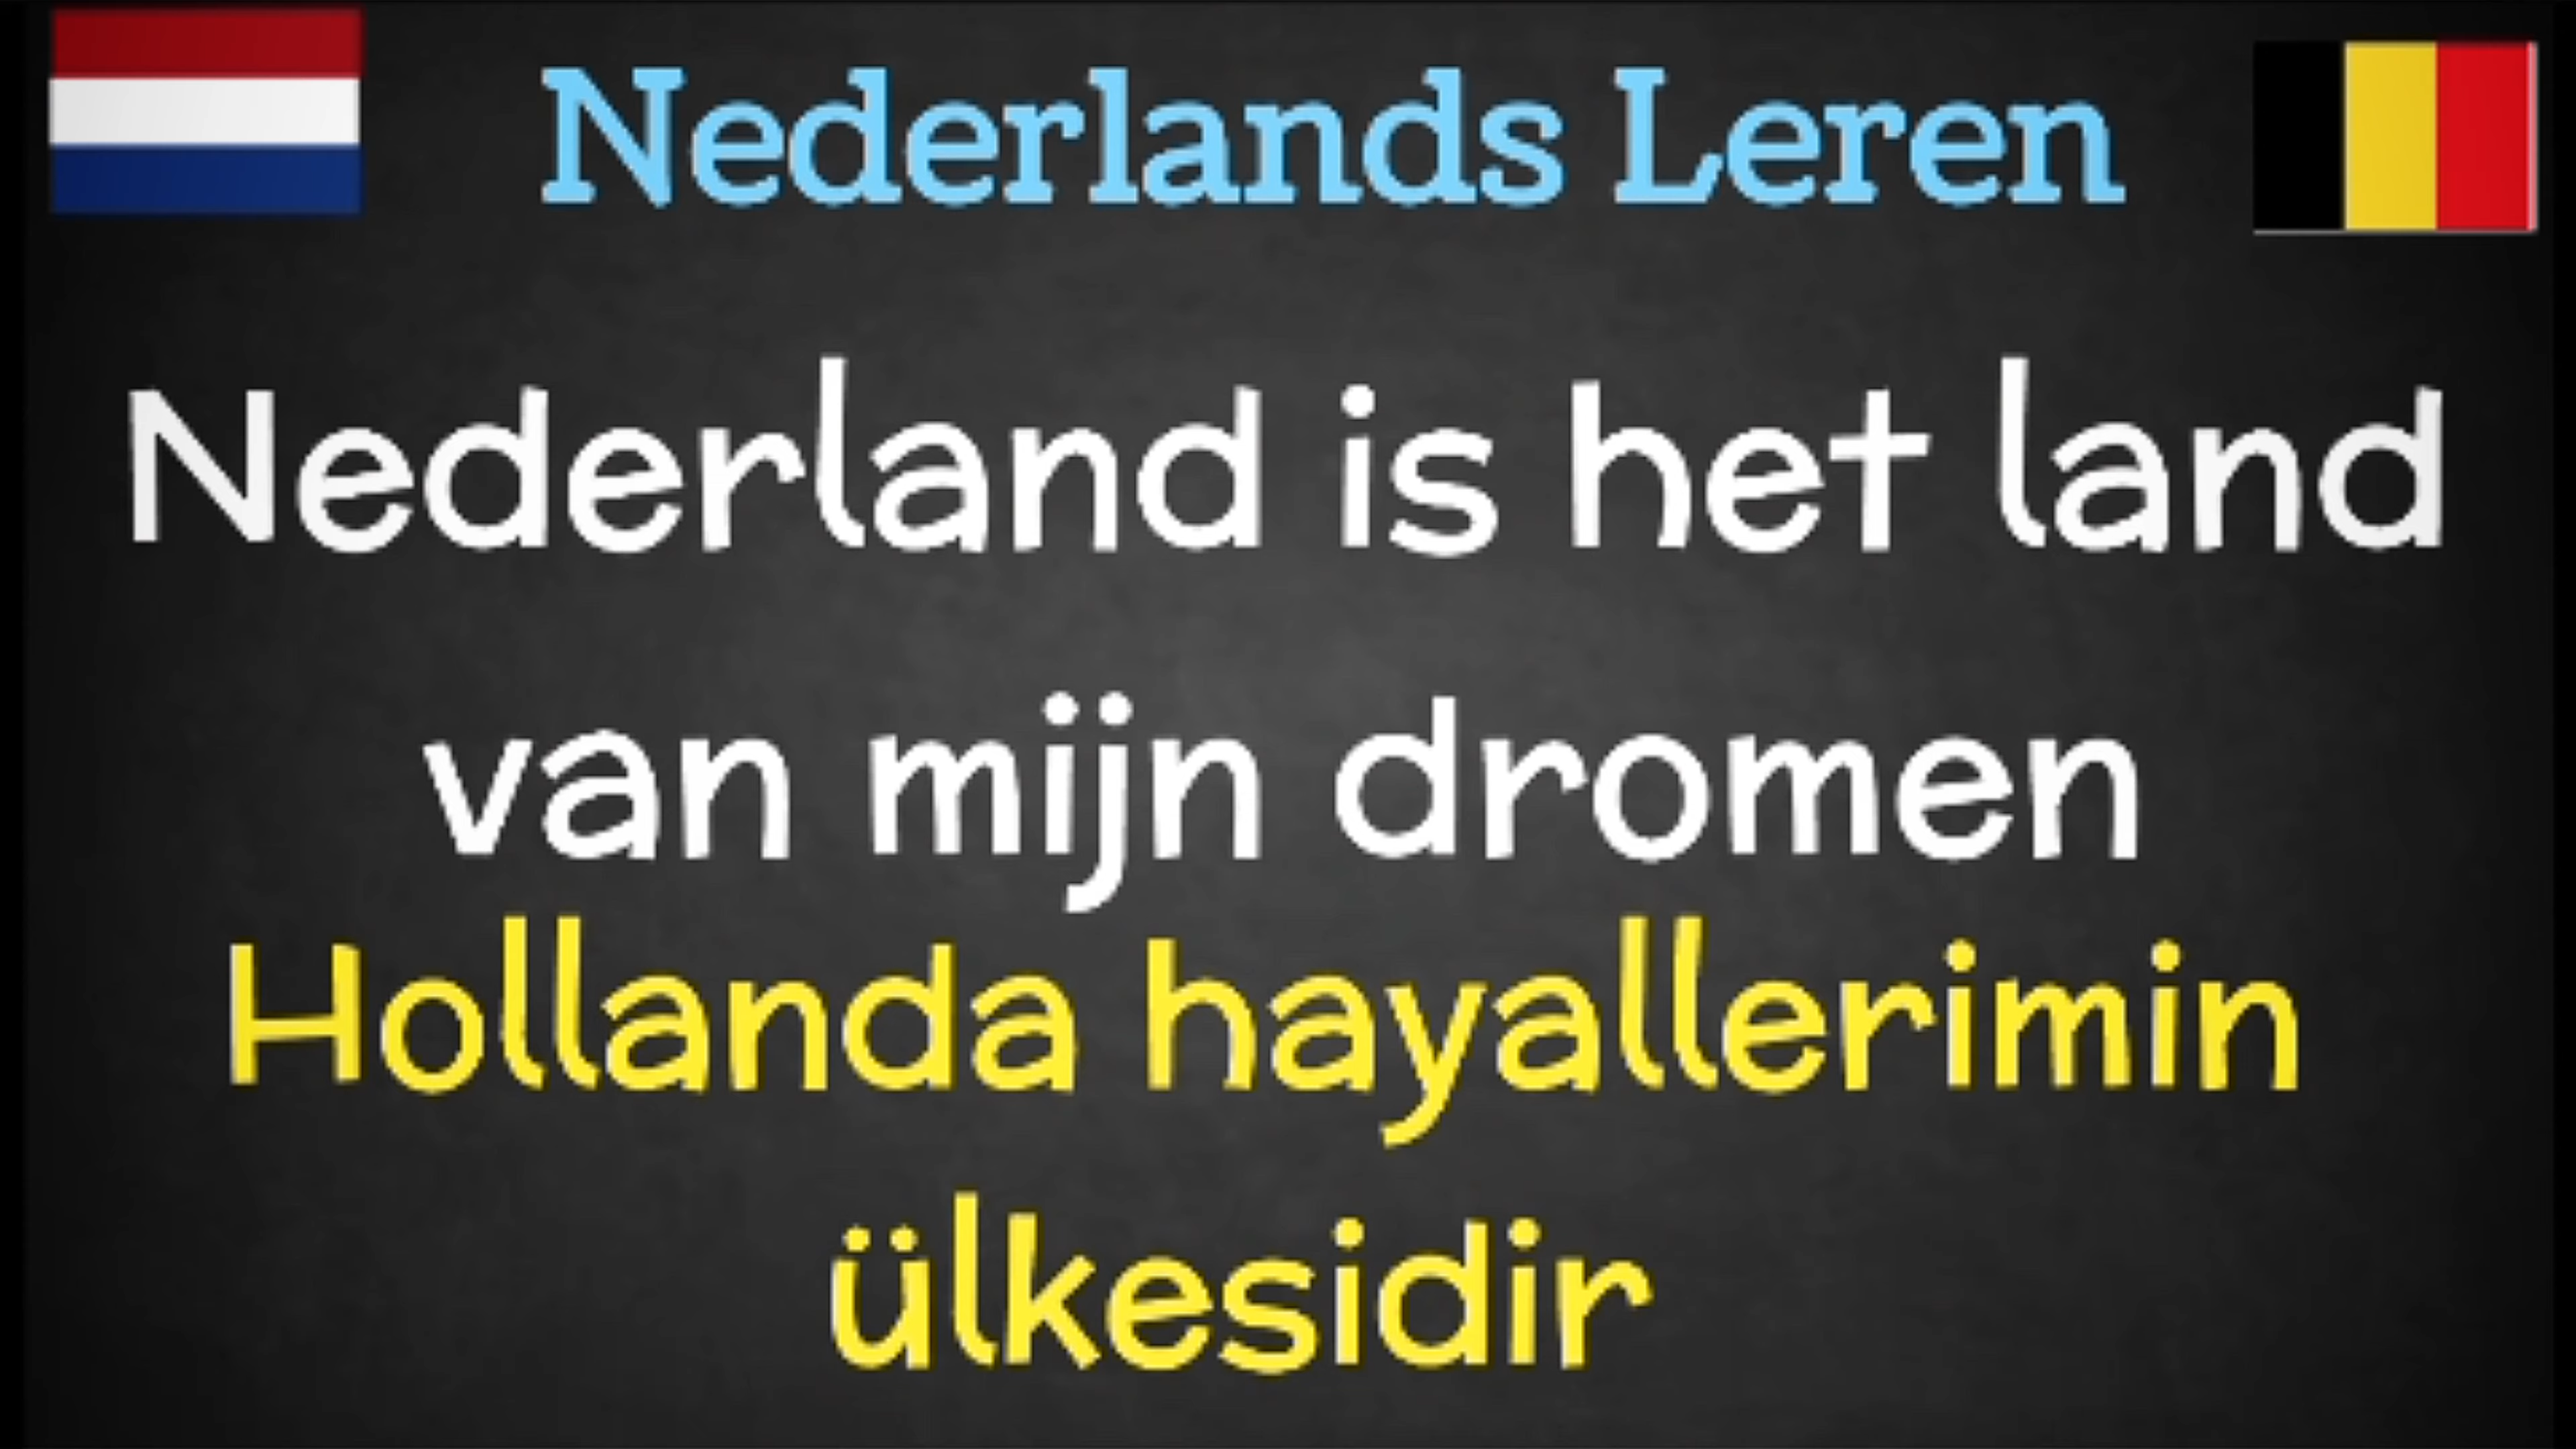 Nederlands Leren
Nederland is het land
van mijn dromen
Hollanda hayallerimin
ülkesidir